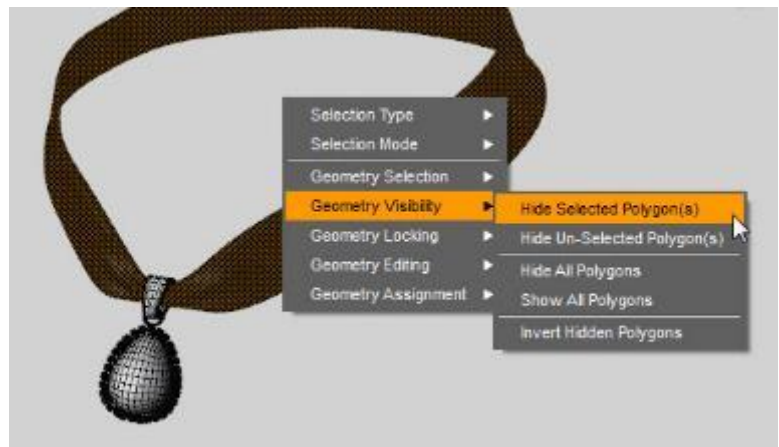 Selection Type
Selection Mode
Geometry Selection
Geometry Visibility
Geometry Locking
Geometry Editing
Geometry Assignment
Hide Selected Polygon(s)
Hide Un-Selected Polygon(s)
Hide All Polygons
Show All Polygons
Invert Hidden Polygons